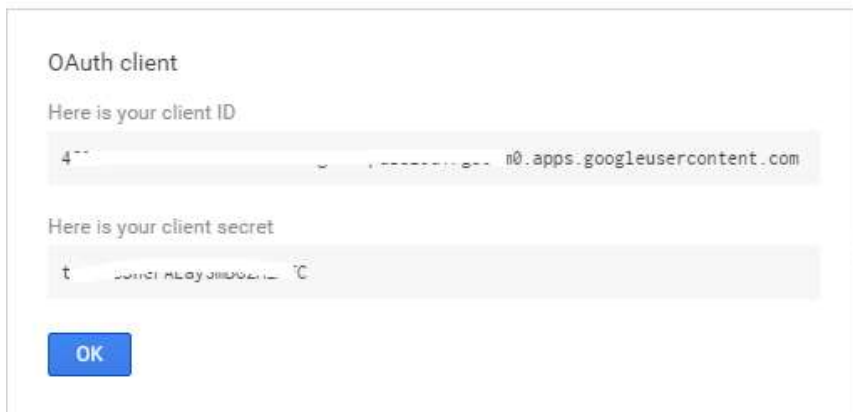 OAuth client
Here is your client ID
m0.apps.googleusercontent.com
Here is your client secret
OK